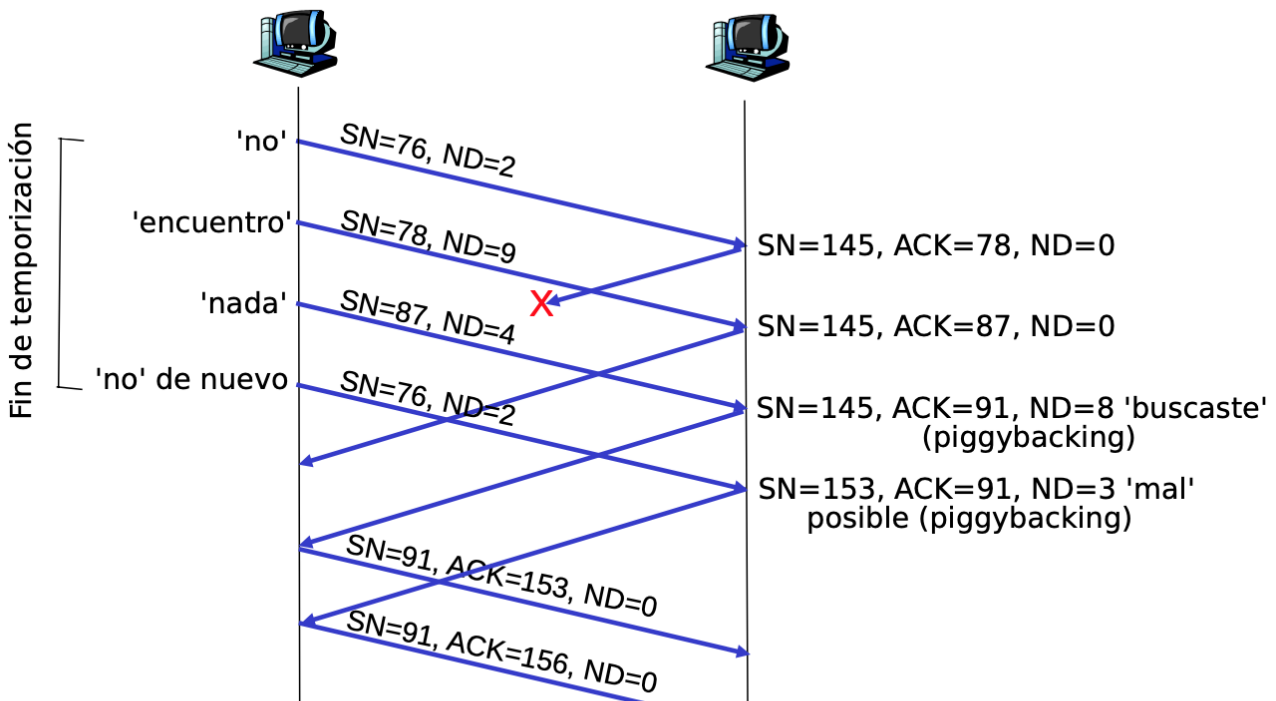 Fin de temporización
'no'
SN=76, ND=2
'encuentro'
SN=78, ND=9
SN=145, ACK=78, ND=0
'nada'
X
SN=87, ND=4
SN=145, ACK=87, ND=0
'no' de nuevo
SN=76, ND=2
SN=145, ACK=91, ND=8 'buscaste'
(piggybacking)
SN=153, ACK=91, ND=3 'mal'
posible (piggybacking)
SN=91, ACK=153, ND=0
SN=91, ACK=156, ND=0